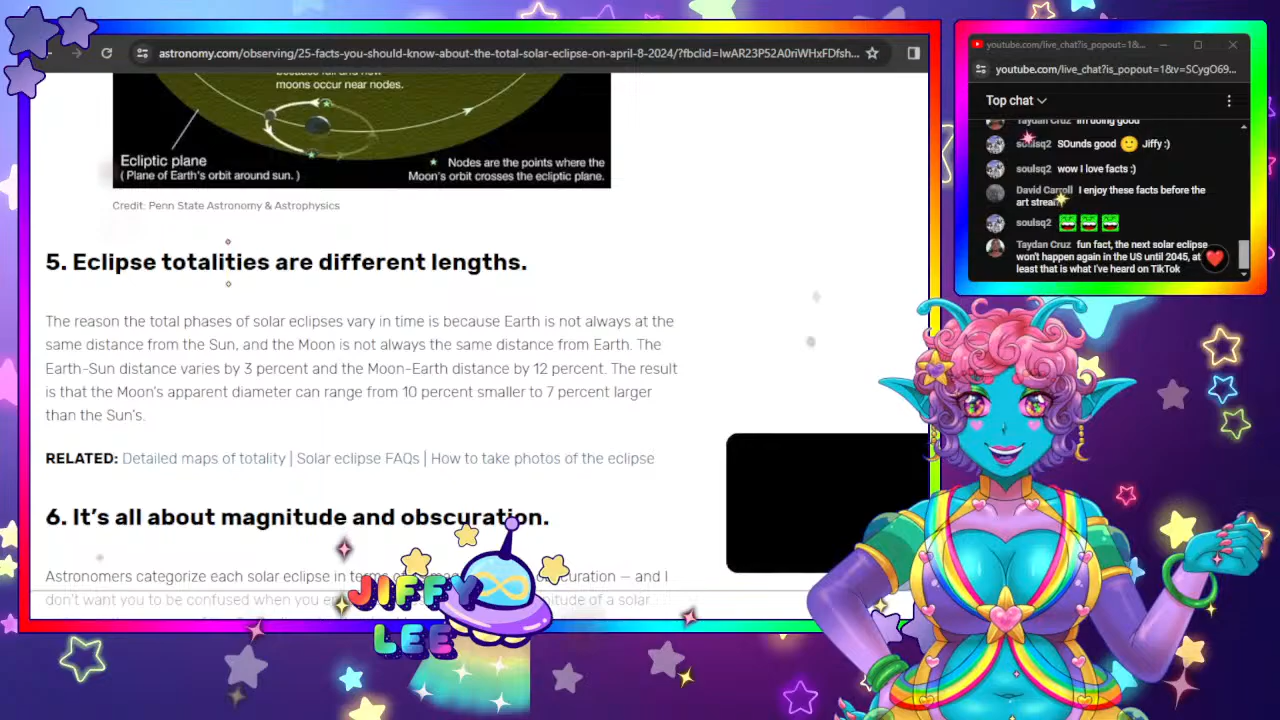 astronomy.com/observing/25-facts-you-should-know-about-the-total-solar-eclipse-on-april-8-2024/?fbclid=IwAR23P52A0riWHxFDfsh...
moons occur near nodes.
Ecliptic plane
( Plane of Earth's orbit around sun. )
Nodes are the points where the
Moon's orbit crosses the ecliptic plane.
Credit: Penn State Astronomy & Astrophysics
5. Eclipse totalities are different lengths.
The reason the total phases of solar eclipses vary in time is because Earth is not always at the
same distance from the Sun, and the Moon is not always the same distance from Earth. The
Earth-Sun distance varies by 3 percent and the Moon-Earth distance by 12 percent. The result
is that the Moon's apparent diameter can range from 10 percent smaller to 7 percent larger
than the Sun's.
RELATED: Detailed maps of totality | Solar eclipse FAQs | How to take photos of the eclipse
6. It's all about magnitude and obscuration.
Astronomers categorize each solar eclipse in terms of — and I
don't want you to be confused when you of a solar
JIFFY
LEE
youtube.com/live_chat?is_popout=1&...
youtube.com/live_chat?is_popout=1&v=SCygO69...
Top chat
Taydan Cruz im doing good
soulsq2 SOunds good Jiffy :)
soulsq2 wow I love facts :)
David Carroll I enjoy these facts before the
art stream
soulsq2
Taydan Cruz fun fact, the next solar eclipse
won't happen again in the US until 2045, at
least that is what I've heard on TikTok